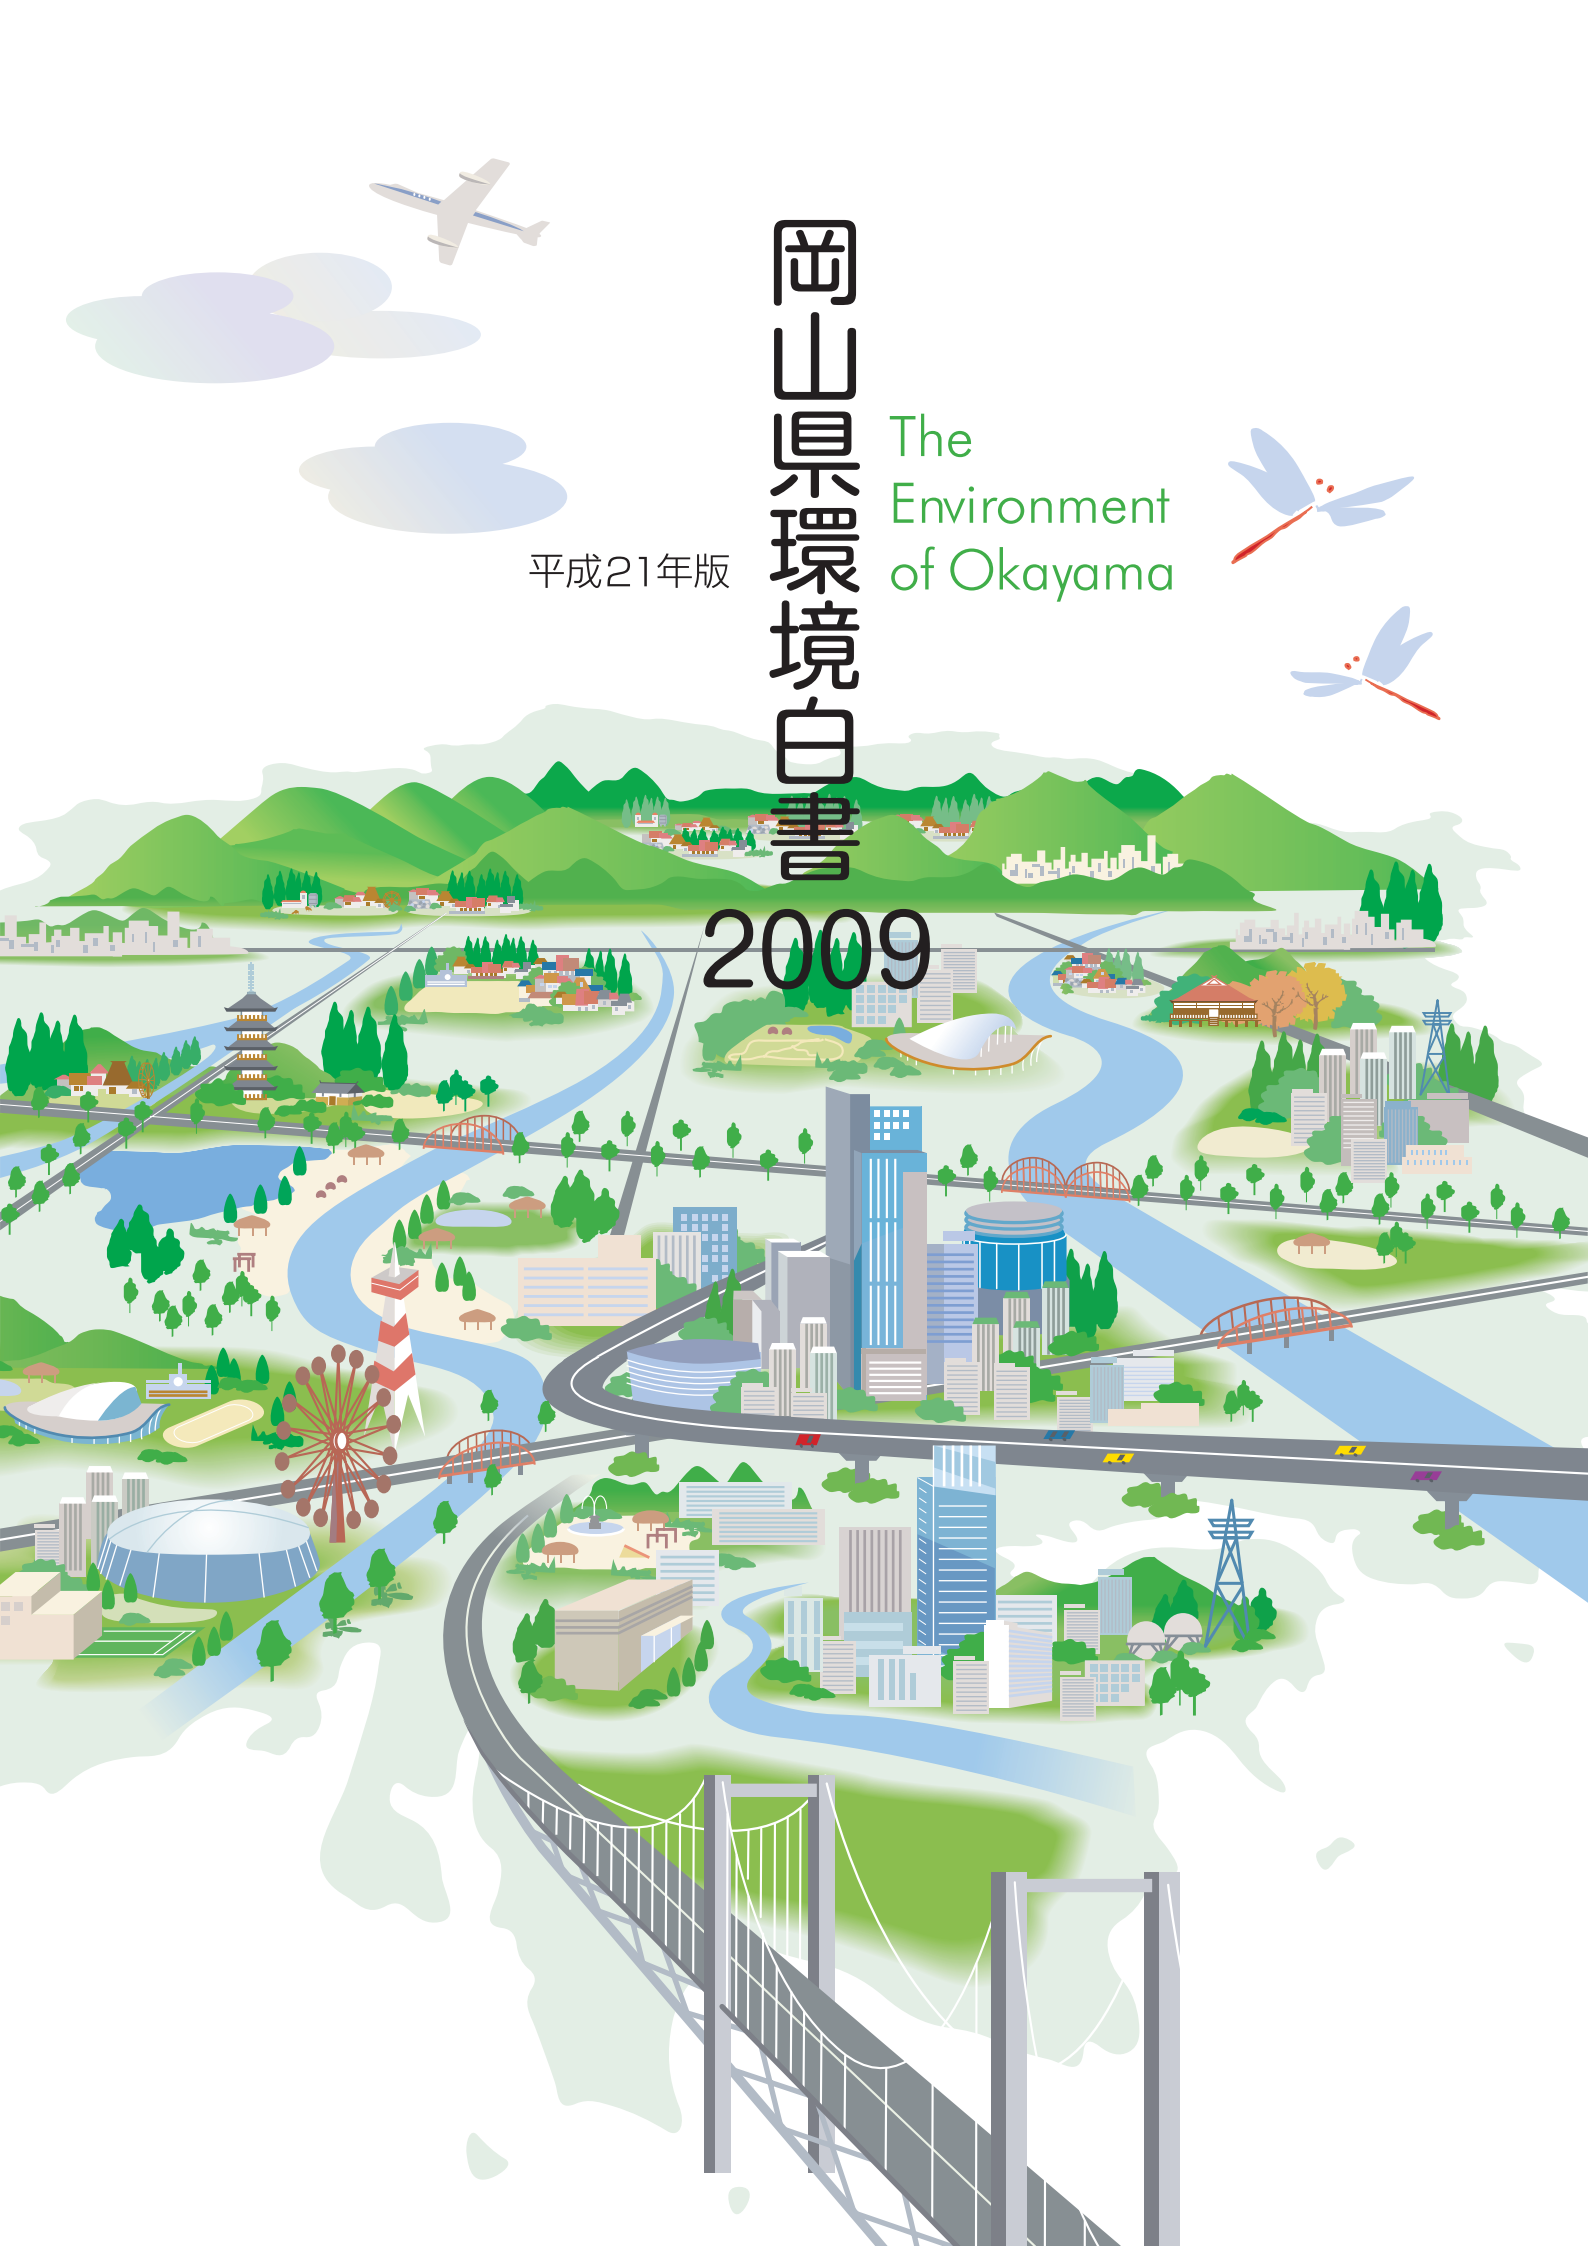 平成21年版
岡山県環境白書
2009
The
Environment
of Okayama